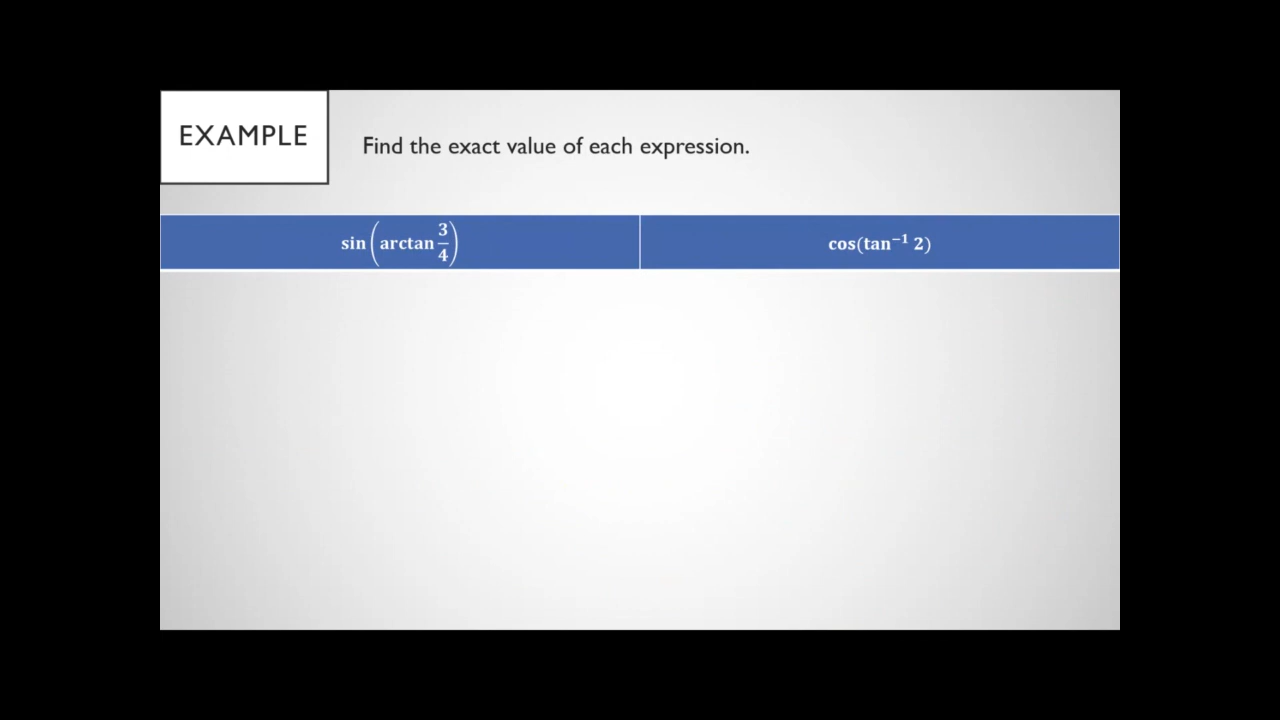 EXAMPLE
Find the exact value of each expression.
sin(arctan 3/4)
cos(tan⁻¹ 2)